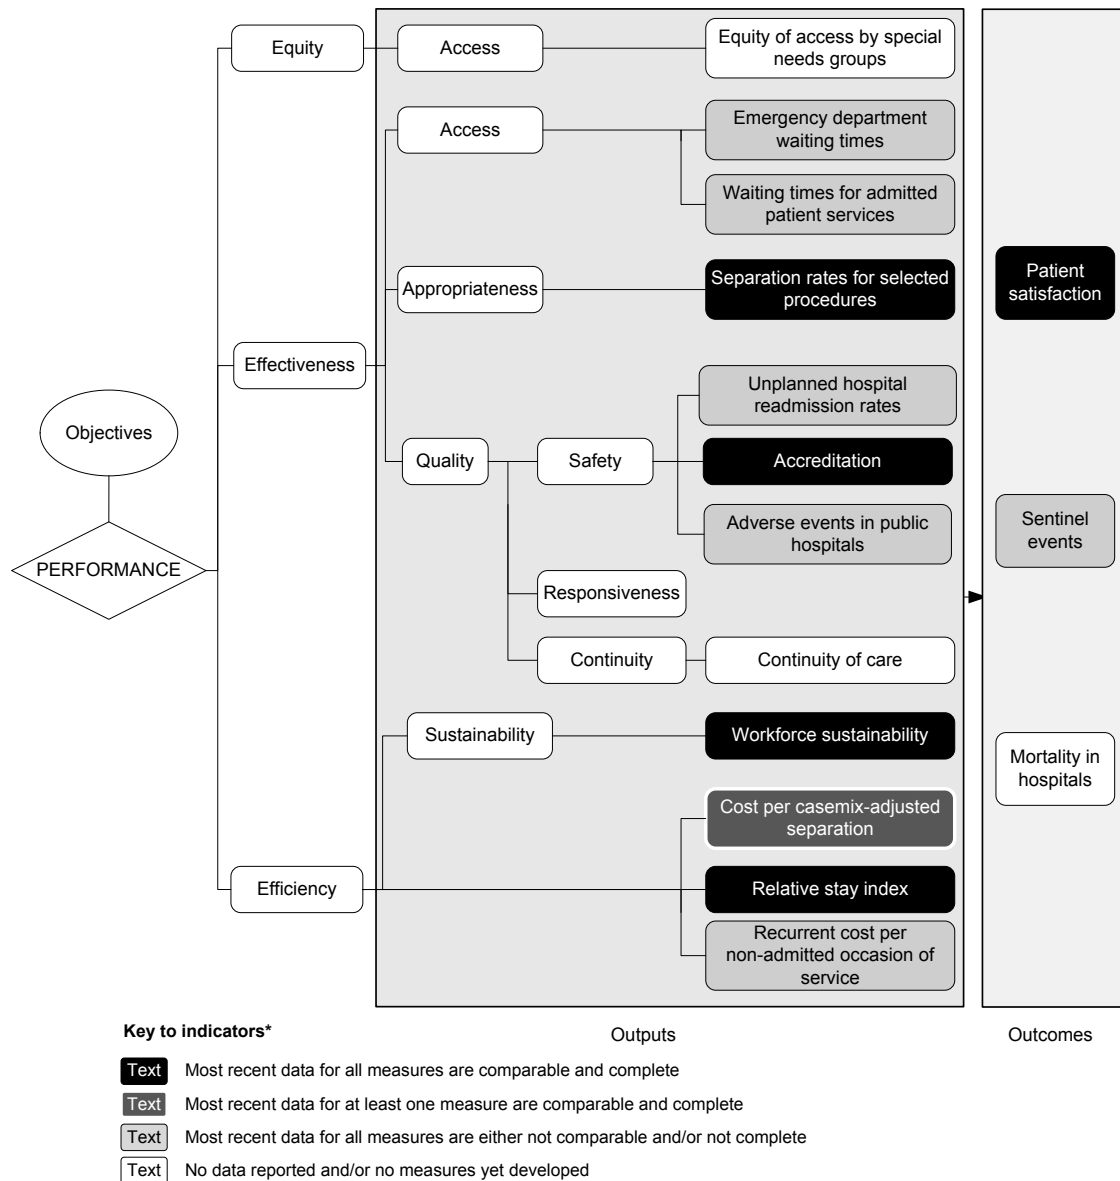 Equity
Access
Equity of access by special
needs groups
Access
Emergency department
waiting times
Waiting times for admitted
patient services
Appropriateness
Separation rates for selected
procedures
Patient
satisfaction
Effectiveness
Unplanned hospital
readmission rates
Objectives
Quality
Safety
Accreditation
Adverse events in public
hospitals
Sentinel
events
PERFORMANCE
Responsiveness
Continuity
Continuity of care
Sustainability
Workforce sustainability
Mortality in
hospitals
Cost per casemix-adjusted
separation
Efficiency
Relative stay index
Recurrent cost per
non-admitted occasion of
service
Key to indicators*
Outputs
Outcomes
Text Most recent data for all measures are comparable and complete
Text Most recent data for at least one measure are comparable and complete
Text Most recent data for all measures are either not comparable and/or not complete
Text No data reported and/or no measures yet developed